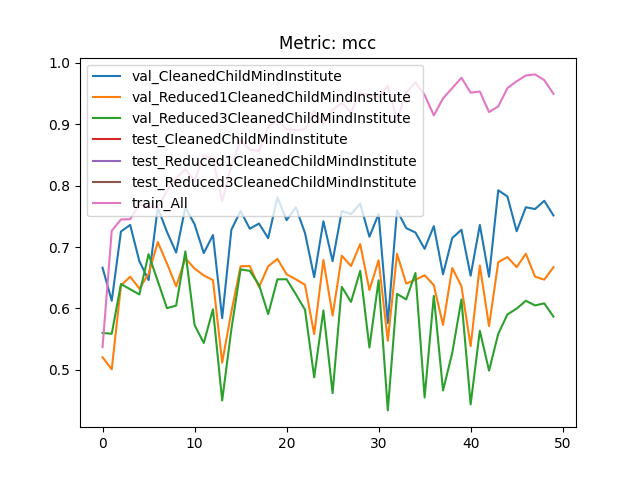 Metric: mcc
1.0
0.9
0.8
0.7
0.6
0.5
val_CleanedChildMindInstitute
val_Reduced1CleanedChildMindInstitute
val_Reduced3CleanedChildMindInstitute
test_CleanedChildMindInstitute
test_Reduced1CleanedChildMindInstitute
test_Reduced3CleanedChildMindInstitute
train_All
0 10 20 30 40 50